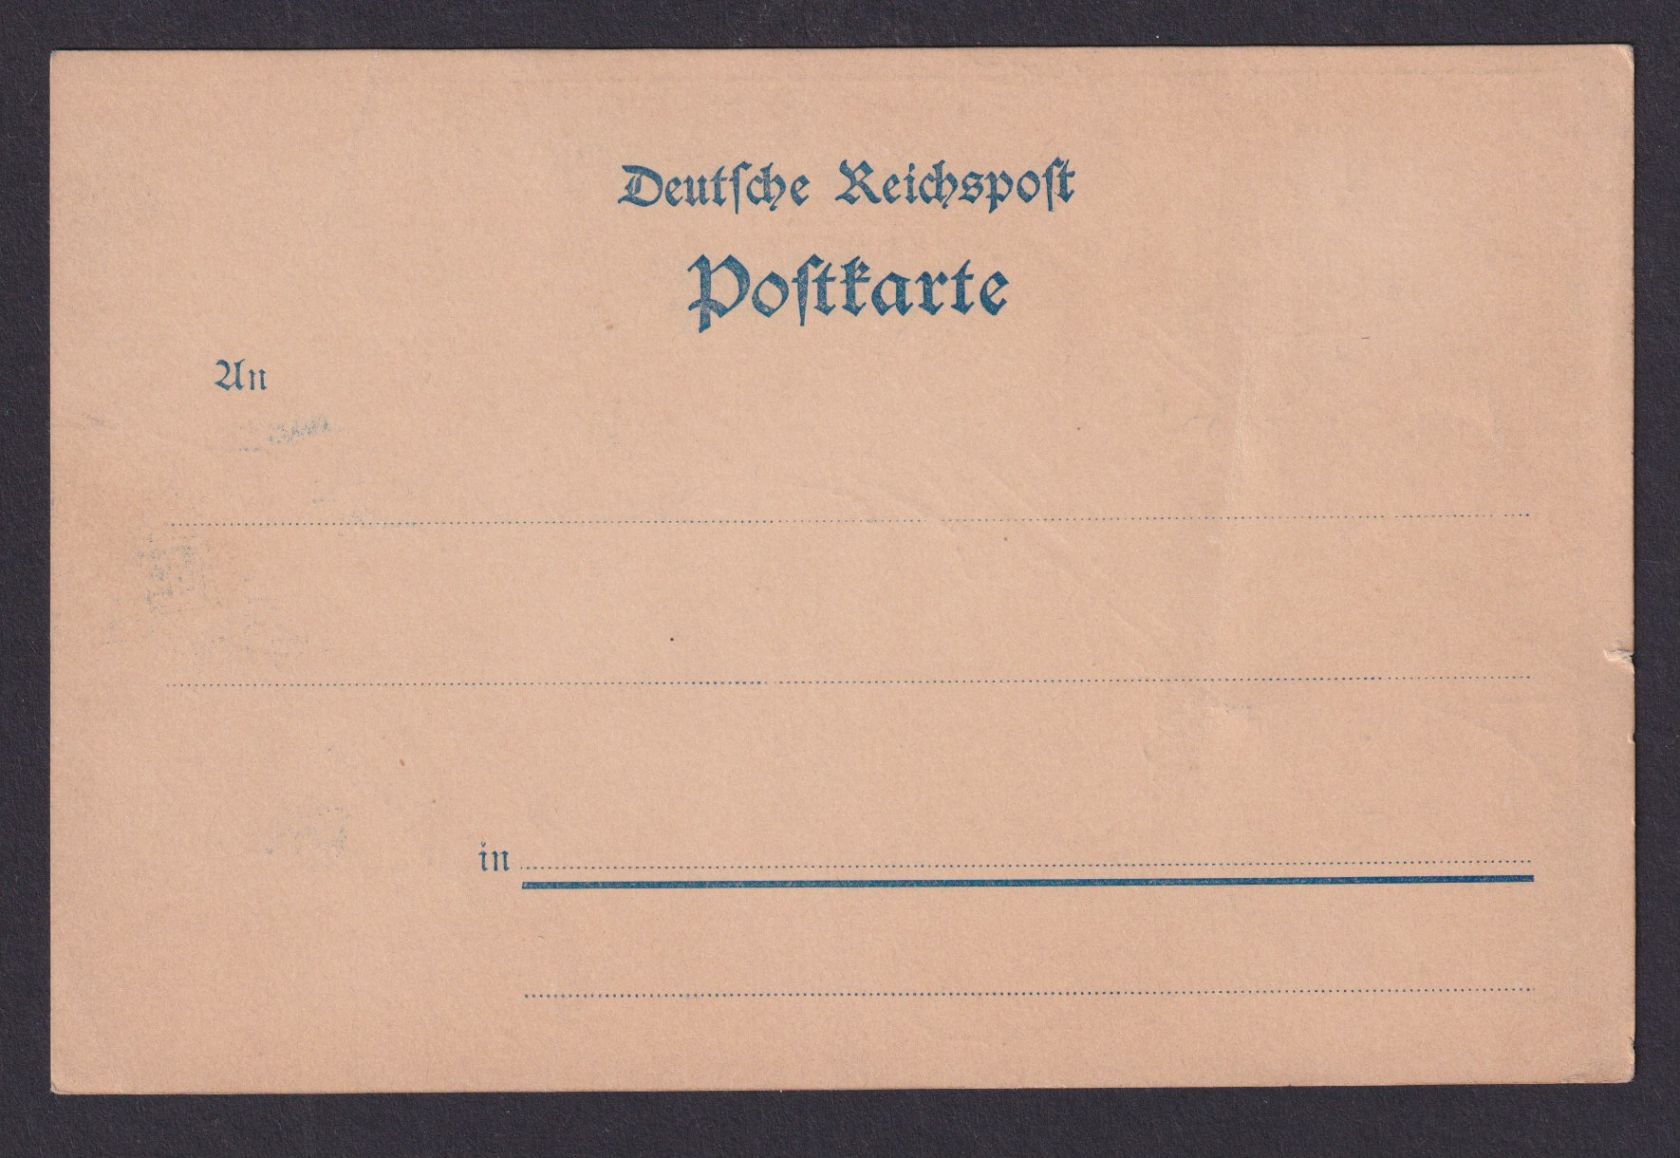 Deutſche Reichspoſt
Poſtkarte
An
in